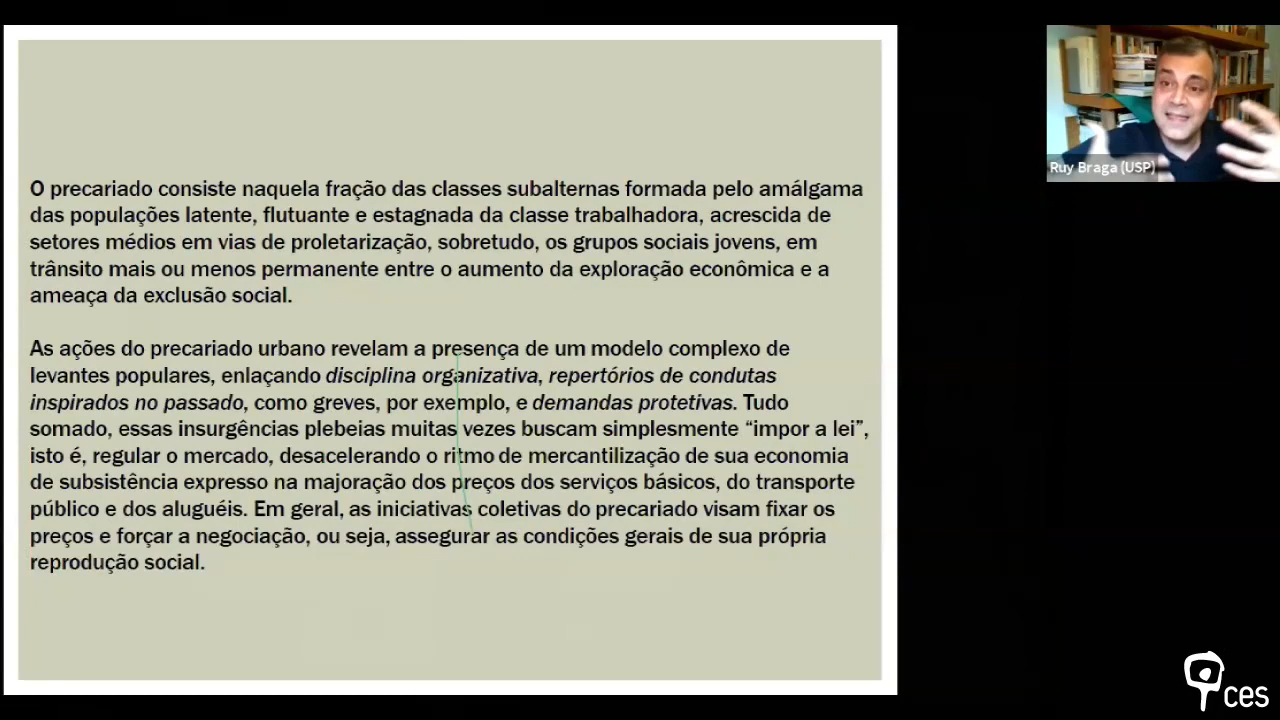 O precariado consiste naquela fração das classes subalternas formada pelo amálgama
das populações latente, flutuante e estagnada da classe trabalhadora, acrescida de
setores médios em vias de proletarização, sobretudo, os grupos sociais jovens, em
trânsito mais ou menos permanente entre o aumento da exploração econômica e a
ameaça da exclusão social.
As ações do precariado urbano revelam a presença de um modelo complexo de
levantes populares, enlaçando disciplina organizativa, repertórios de condutas
inspirados no passado, como greves, por exemplo, e demandas protetivas. Tudo
somado, essas insurgências plebeias muitas vezes buscam simplesmente “impor a lei”,
isto é, regular o mercado, desacelerando o ritmo de mercantilização de sua economia
de subsistência expresso na majoração dos preços dos serviços básicos, do transporte
público e dos aluguéis. Em geral, as iniciativas coletivas do precariado visam fixar os
preços e forçar a negociação, ou seja, assegurar as condições gerais de sua própria
reprodução social.
Ruy Braga (USP)
ces